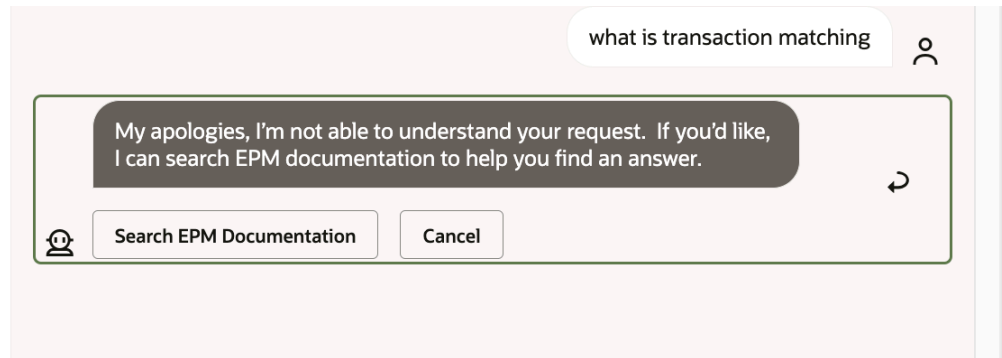 what is transaction matching
My apologies, I'm not able to understand your request.  If you'd like,
I can search EPM documentation to help you find an answer.
Search EPM Documentation
Cancel